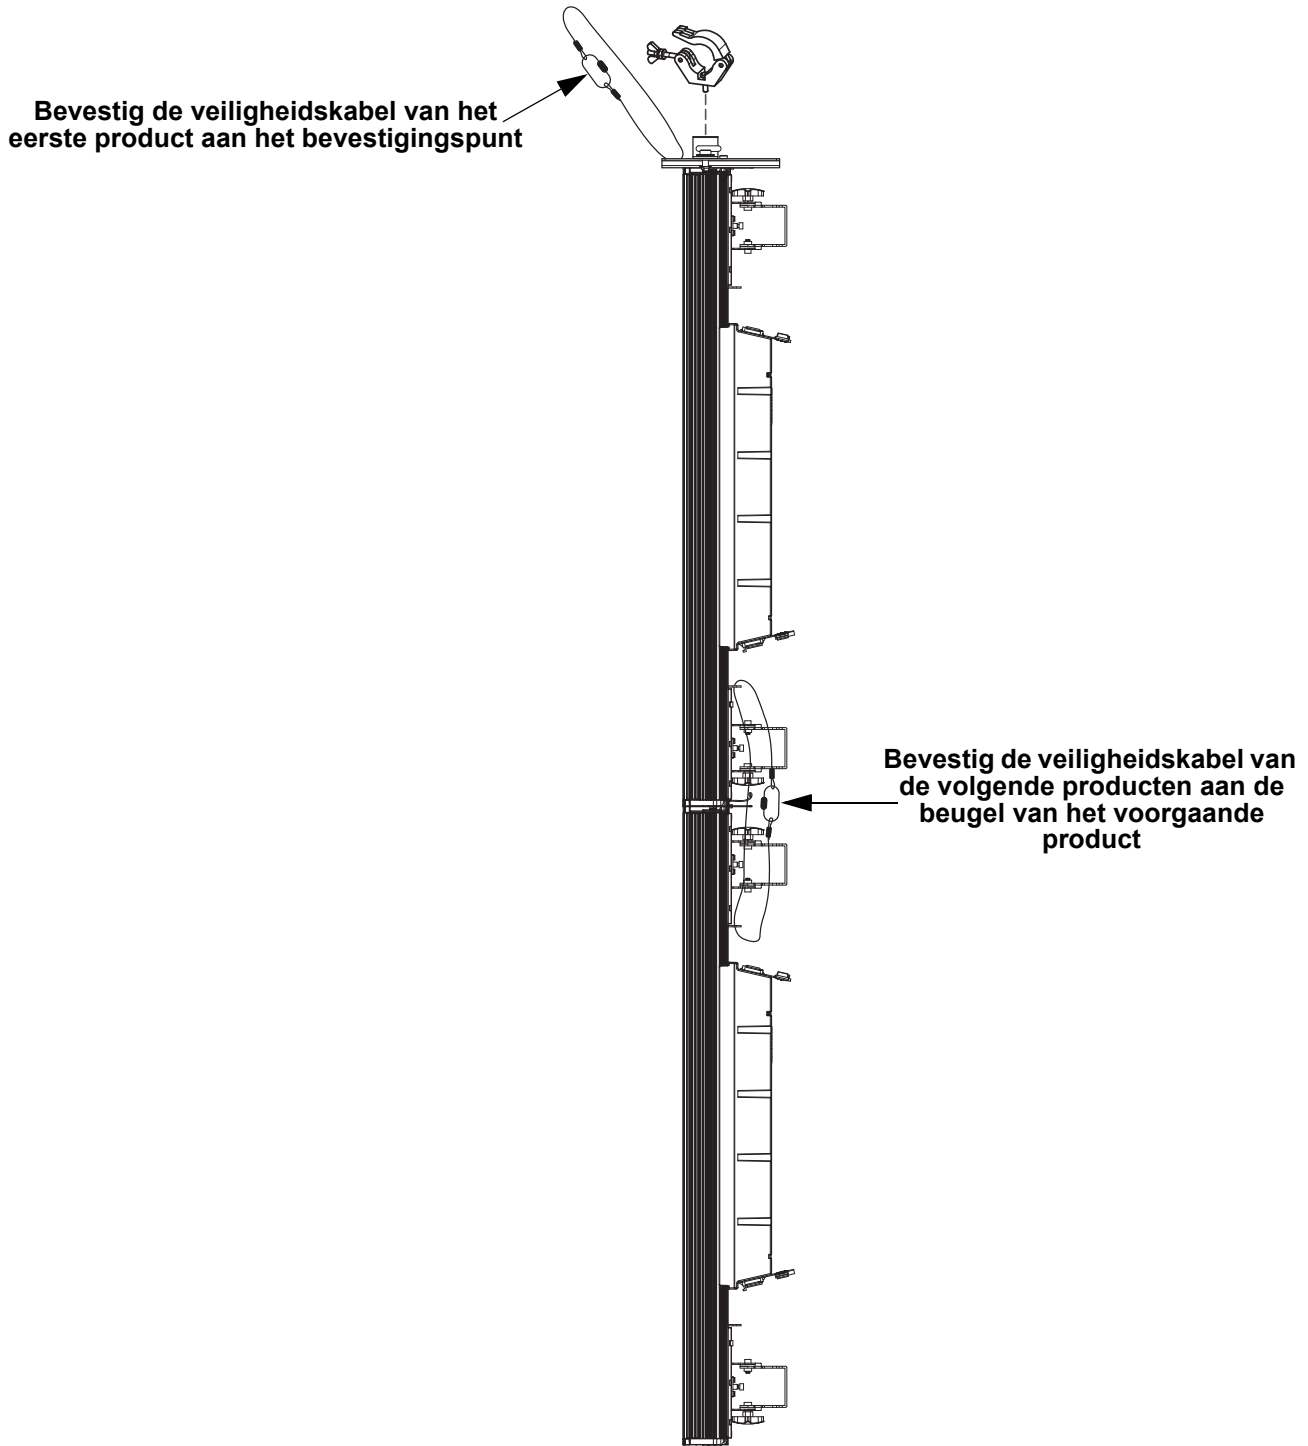 Bevestig de veiligheidskabel van het
eerste product aan het bevestigingspunt
Bevestig de veiligheidskabel van
de volgende producten aan de
beugel van het voorgaande
product